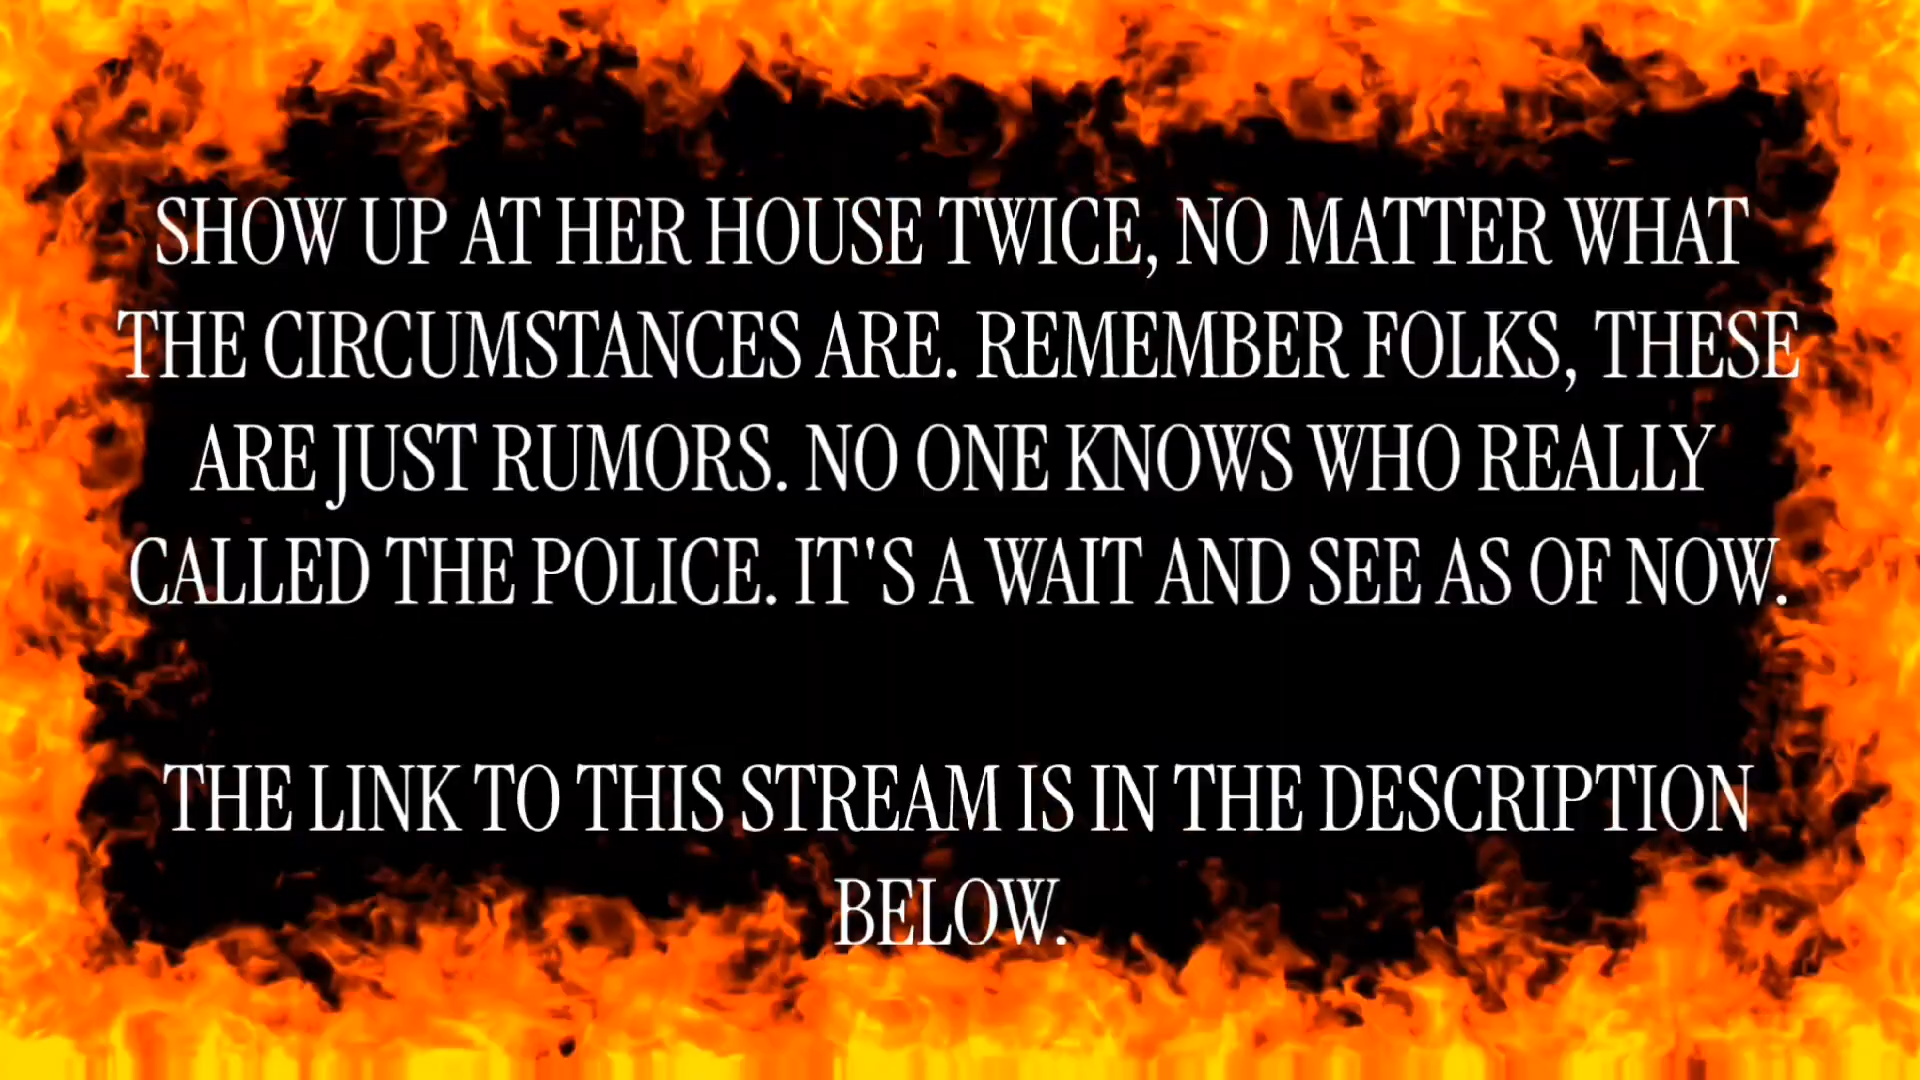 SHOW UP AT HER HOUSE TWICE, NO MATTER WHAT
THE CIRCUMSTANCES ARE. REMEMBER FOLKS, THESE
ARE JUST RUMORS. NO ONE KNOWS WHO REALLY
CALLED THE POLICE. IT'S A WAIT AND SEE AS OF NOW.
THE LINK TO THIS STREAM IS IN THE DESCRIPTION
BELOW.